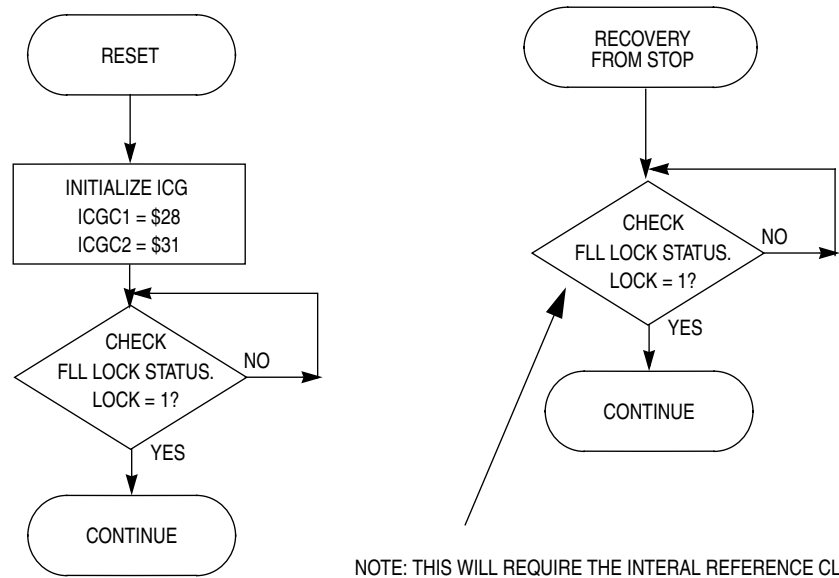 RESET
INITIALIZE ICG
ICGC1 = $28
ICGC2 = $31
CHECK
FLL LOCK STATUS.
LOCK = 1?
NO
YES
CONTINUE
RECOVERY
FROM STOP
CHECK
FLL LOCK STATUS.
LOCK = 1?
NO
YES
CONTINUE
NOTE: THIS WILL REQUIRE THE INTERAL REFERENCE CL